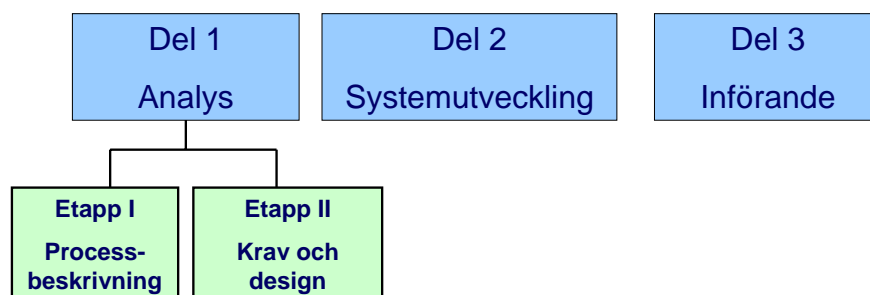 Del 1
Analys
Del 2
Systemutveckling
Del 3
Införande
Etapp I
Process-
beskrivning
Etapp II
Krav och
design